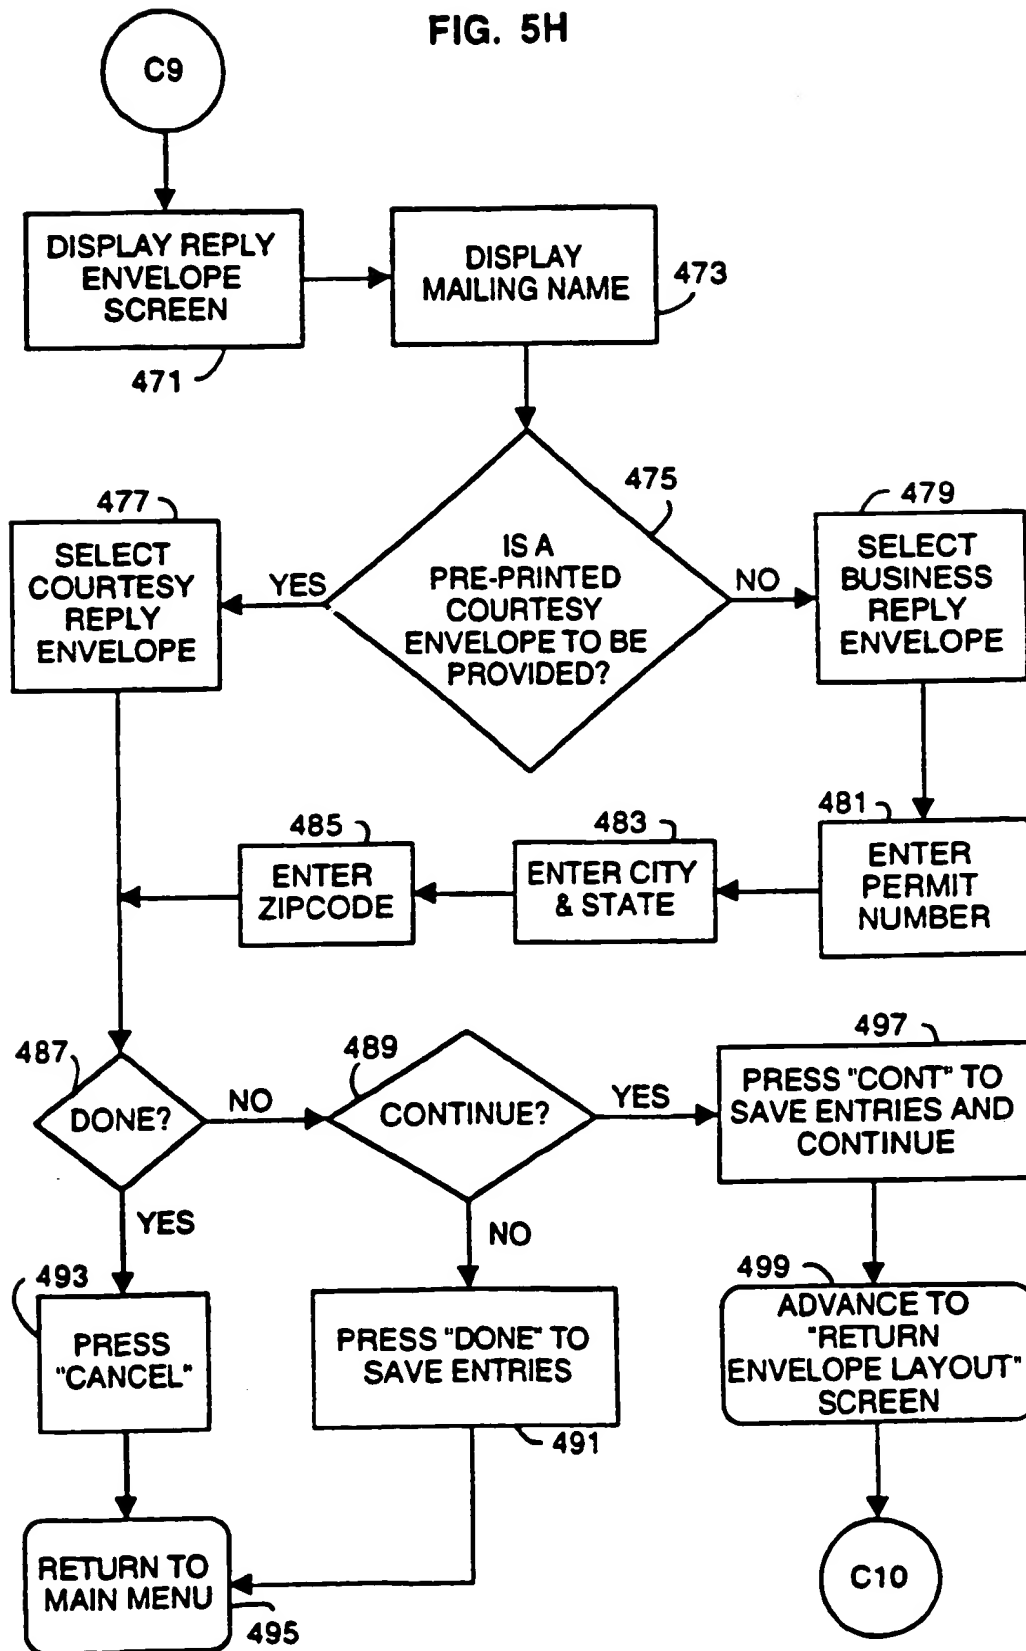 FIG. 5H
C9
DISPLAY REPLY
ENVELOPE
SCREEN
471
DISPLAY
MAILING NAME
473
475
IS A
PRE-PRINTED
COURTESY
ENVELOPE TO BE
PROVIDED?
YES
NO
477
SELECT
COURTESY
REPLY
ENVELOPE
479
SELECT
BUSINESS
REPLY
ENVELOPE
481
ENTER
PERMIT
NUMBER
483
ENTER CITY
& STATE
485
ENTER
ZIPCODE
487
DONE?
NO
YES
489
CONTINUE?
YES
NO
497
PRESS "CONT" TO
SAVE ENTRIES AND
CONTINUE
493
PRESS
"CANCEL"
PRESS "DONE" TO
SAVE ENTRIES
491
499
ADVANCE TO
"RETURN
ENVELOPE LAYOUT"
SCREEN
RETURN TO
MAIN MENU
495
C10